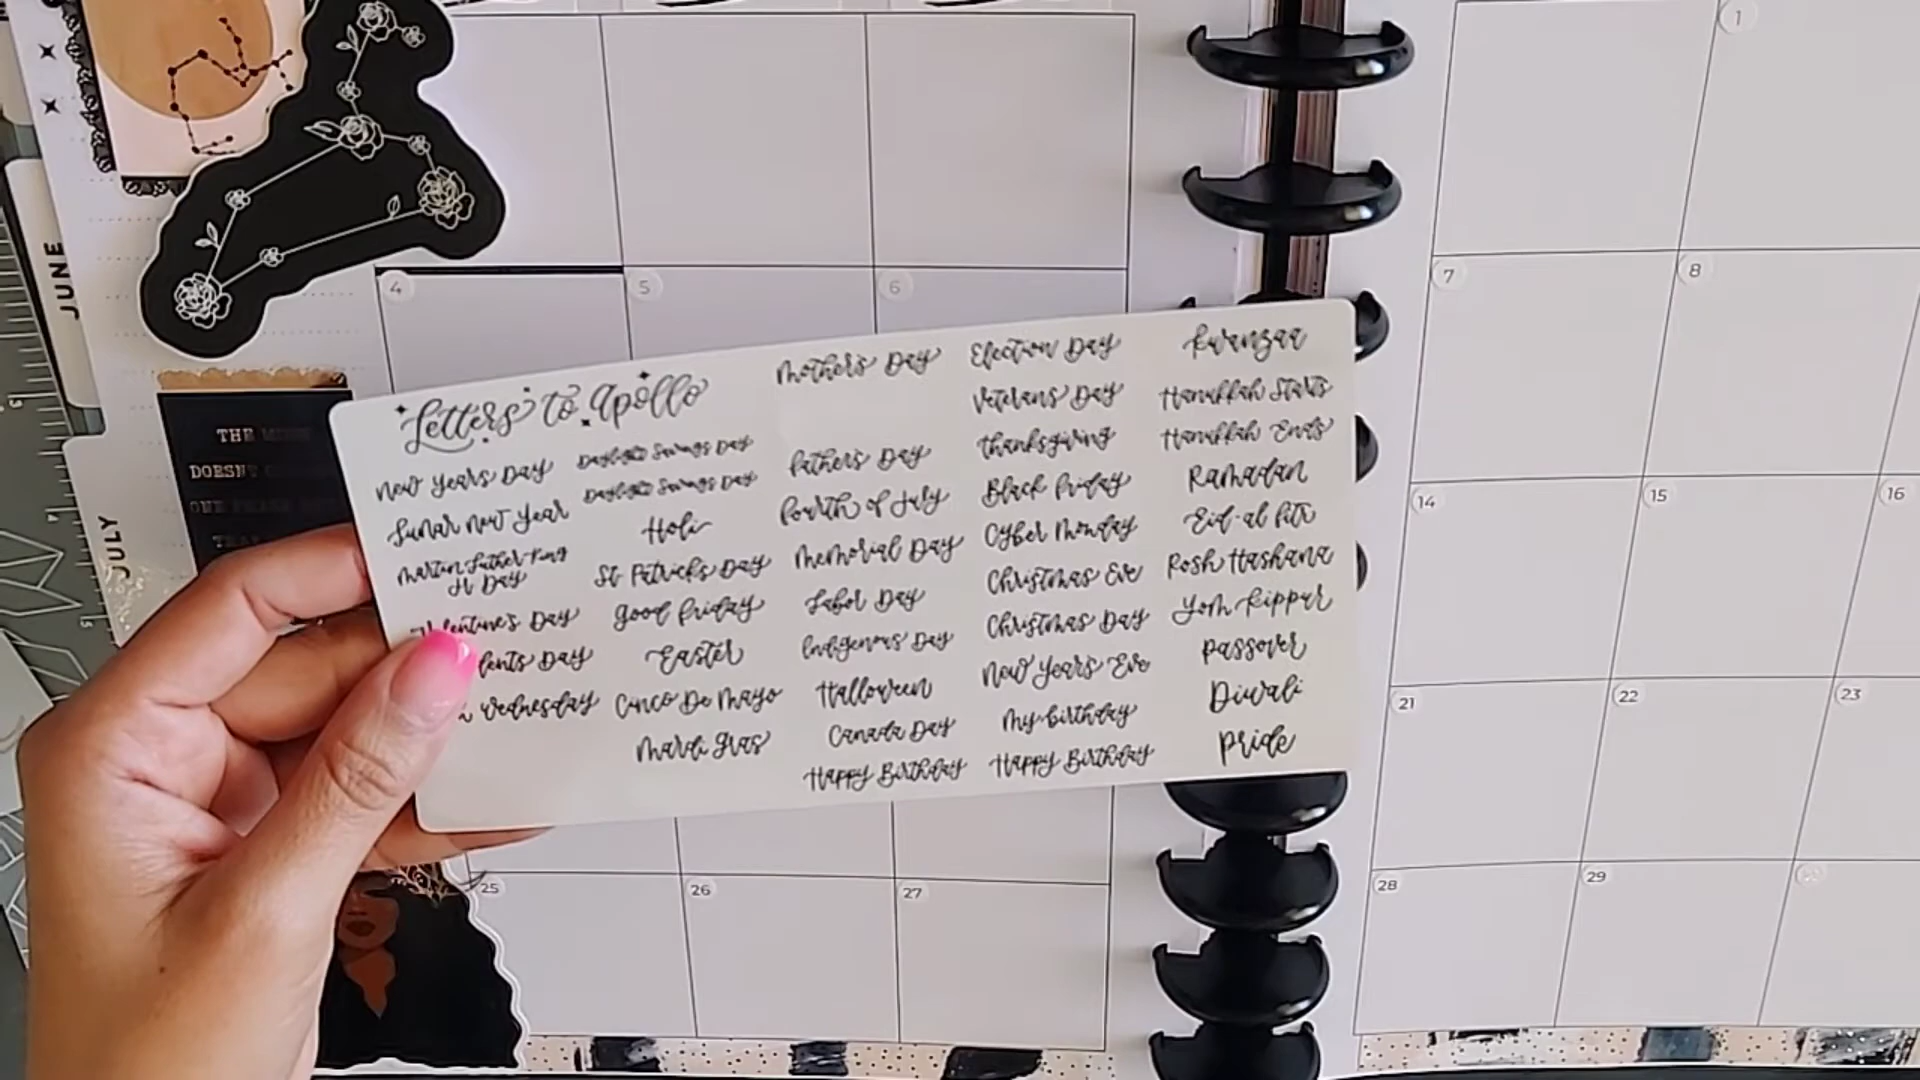 JUNE
JULY
THE
DOESNT
ONE
Letters to Apollo
New Years Day
Lunar New Year
Martin Luther King
Jr Day
Valentine's Day
Day
Wednesday
Daylight Savings Day
Daylight Savings Day
Holi
St Patricks Day
Good Friday
Easter
Cinco De Mayo
Mardi Gras
Mothers Day
Fathers Day
Fourth of July
Memorial Day
Labor Day
Indigenous Day
Halloween
Canada Day
Happy Birthday
Election Day
Veterans Day
Thanksgiving
Black Friday
Cyber Monday
Christmas Eve
Christmas Day
New Years Eve
My birthday
Happy Birthday
Kwanzaa
Hanukkah Starts
Hanukkah Ends
Ramadan
Eid-al Fitr
Rosh Hashana
Yom Kippur
Passover
Diwali
Pride
4
5
6
25
26
27
1
7
8
14
15
16
21
22
23
28
29